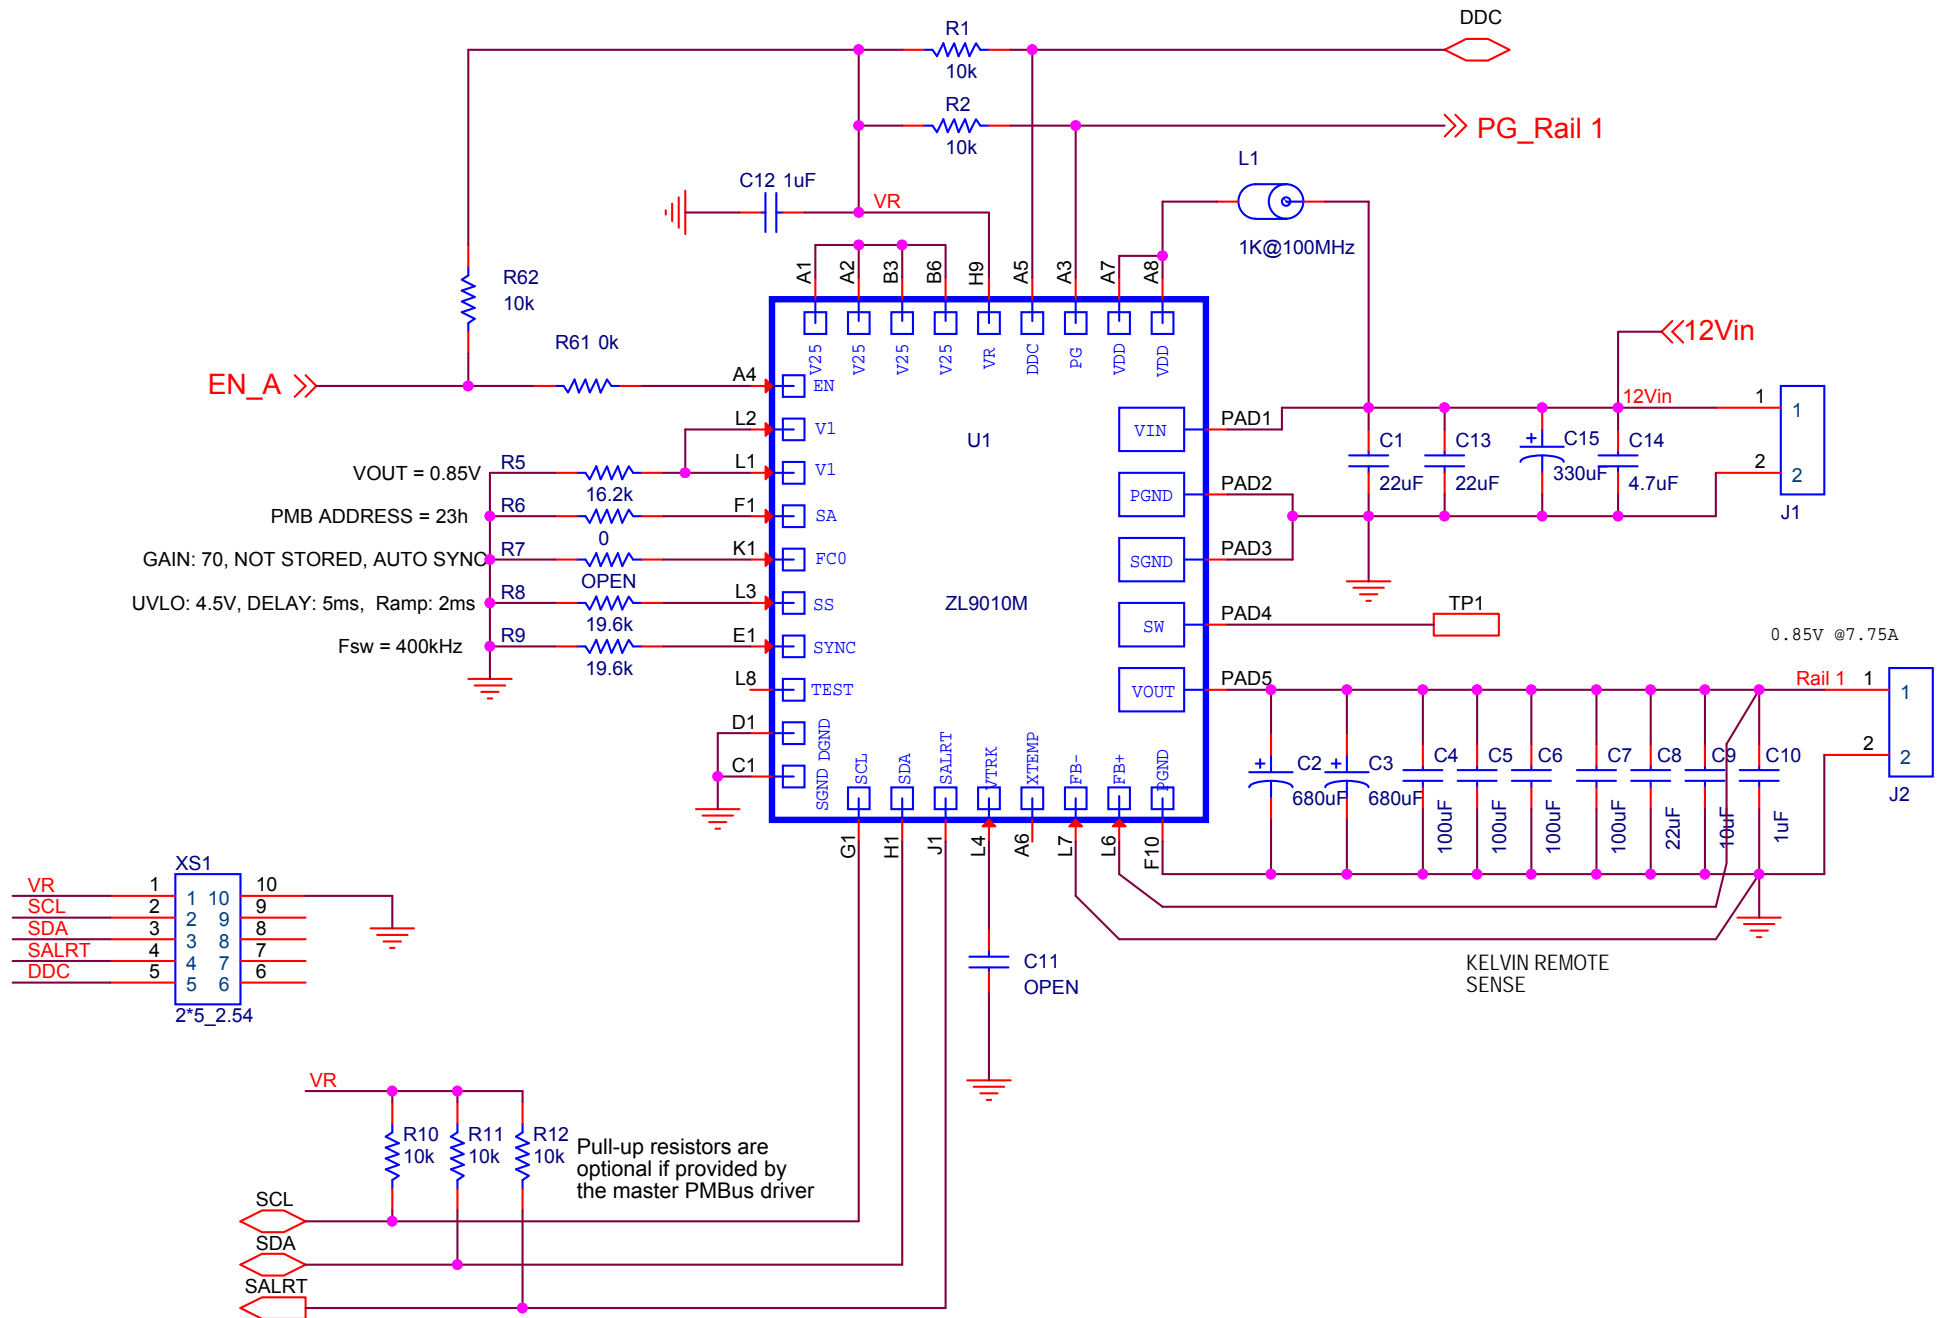 R1
DDC
10k
R2
PG_Rail 1
10k
L1
C12 1uF
VR
1K@100MHz
A1
A2
B3
B6
H9
A5
A3
A7
A8
R62
10k
V25
V25
V25
V25
VR
DDC
PG
VDD
VDD
12Vin
R61 0k
EN_A
A4
EN
12Vin
1
1
L2
V1
U1
VIN
PAD1
C1
C13
+
C15
C14
22uF
22uF
330uF
4.7uF
2
2
J1
VOUT = 0.85V
R5
16.2k
L1
V1
PGND
PAD2
PMB ADDRESS = 23h
R6
0
F1
SA
GAIN: 70, NOT STORED, AUTO SYNC
R7
OPEN
K1
FC0
SGND
PAD3
UVLO: 4.5V, DELAY: 5ms, Ramp: 2ms
R8
19.6k
L3
SS
ZL9010M
SW
PAD4
TP1
Fsw = 400kHz
R9
19.6k
E1
SYNC
0.85V @7.75A
L8
TEST
VOUT
PAD5
Rail 1
1
1
D1
DGND
C1
SGND
SCL
SDA
SALRT
VTRK
XTEMP
FB-
FB+
PGND
+
C2
680uF
+
C3
680uF
C4
100uF
C5
100uF
C6
100uF
C7
100uF
C8
22uF
C9
10uF
C10
1uF
2
2
J2
G1
H1
J1
L4
A6
L7
L6
F10
XS1
VR
1
1
10
10
SCL
2
2
9
9
SDA
3
3
8
8
SALRT
4
4
7
7
DDC
5
5
6
6
2*5_2.54
C11
OPEN
KELVIN REMOTE
SENSE
VR
R10
10k
R11
10k
R12
10k
Pull-up resistors are
optional if provided by
the master PMBus driver
SCL
SDA
SALRT